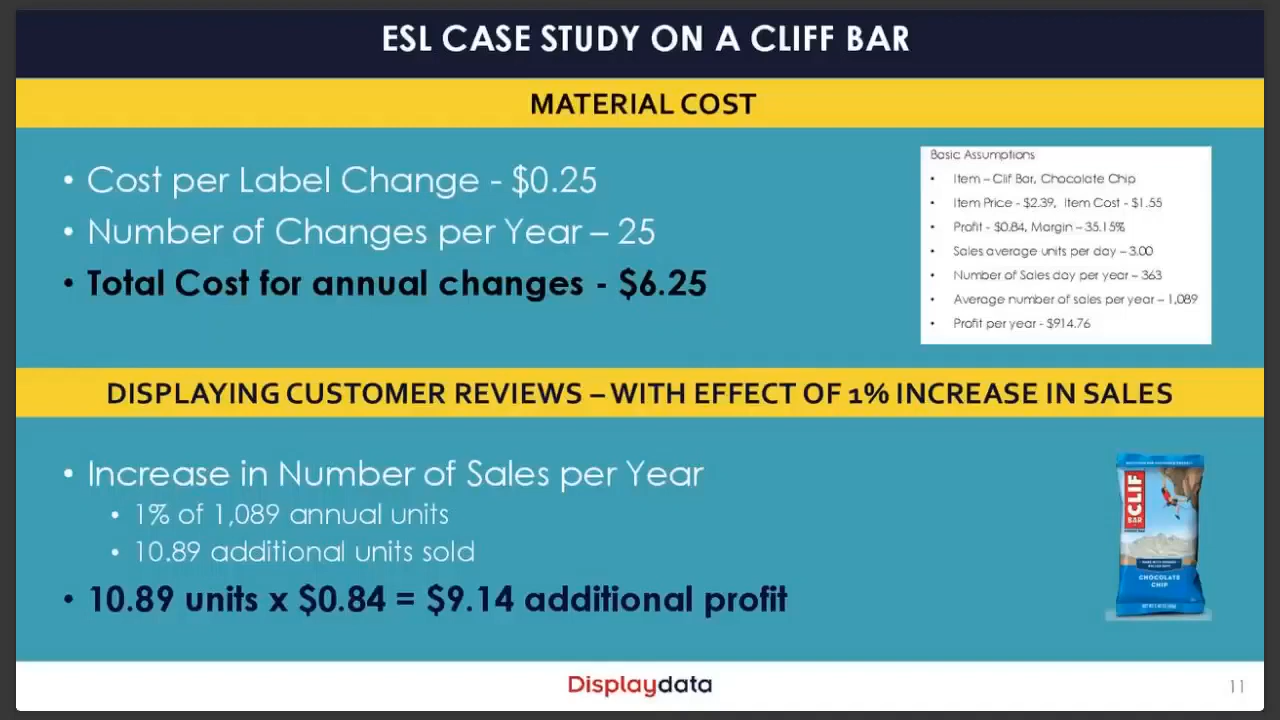 ESL CASE STUDY ON A CLIFF BAR
MATERIAL COST
• Cost per Label Change - $0.25
• Number of Changes per Year – 25
• Total Cost for annual changes - $6.25
Basic Assumptions
• Item – Clif Bar, Chocolate Chip
• Item Price - $2.39, Item Cost - $1.55
• Profit - $0.84, Margin – 35.15%
• Sales average units per day – 3.00
• Number of Sales day per year – 363
• Average number of sales per year – 1,089
• Profit per year - $914.76
DISPLAYING CUSTOMER REVIEWS – WITH EFFECT OF 1% INCREASE IN SALES
• Increase in Number of Sales per Year
• 1% of 1,089 annual units
• 10.89 additional units sold
• 10.89 units x $0.84 = $9.14 additional profit
CLIF
BAR
CHOCOLATE
CHIP
Displaydata
11